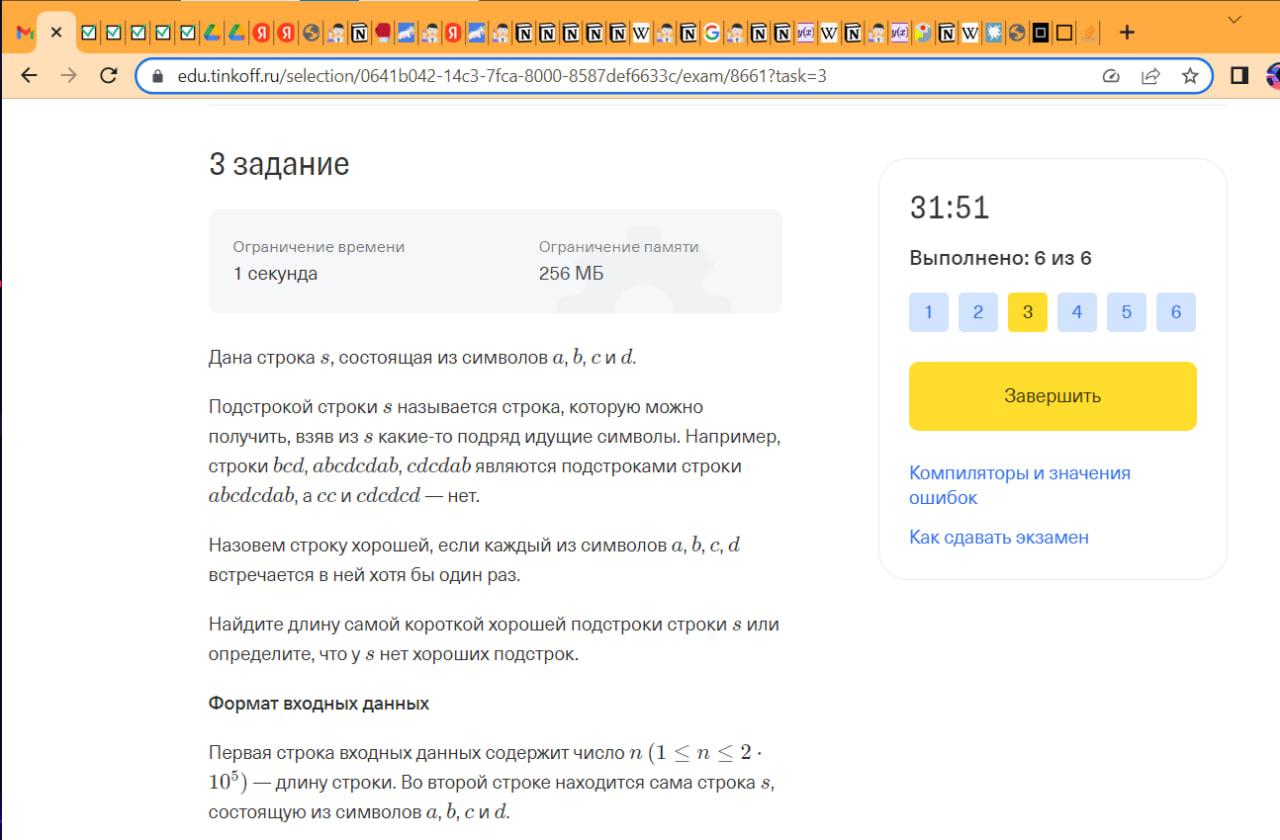 edu.tinkoff.ru/selection/0641b042-14c3-7fca-8000-8587def6633c/exam/8661?task=3
3 задание
Ограничение времени
1 секунда
Ограничение памяти
256 МБ
Дана строка s, состоящая из символов a, b, c и d.
Подстрокой строки s называется строка, которую можно
получить, взяв из s какие-то подряд идущие символы. Например,
строки bcd, abcdcdab, cdcdab являются подстроками строки
abcdcdab, а cc и cdcdcd — нет.
Назовем строку хорошей, если каждый из символов a, b, c, d
встречается в ней хотя бы один раз.
Найдите длину самой короткой хорошей подстроки строки s или
определите, что у s нет хороших подстрок.
Формат входных данных
Первая строка входных данных содержит число n (1 ≤ n ≤ 2 ·
10⁵) — длину строки. Во второй строке находится сама строка s,
состоящую из символов a, b, c и d.
31:51
Выполнено: 6 из 6
1 2 3 4 5 6
Завершить
Компиляторы и значения
ошибок
Как сдавать экзамен